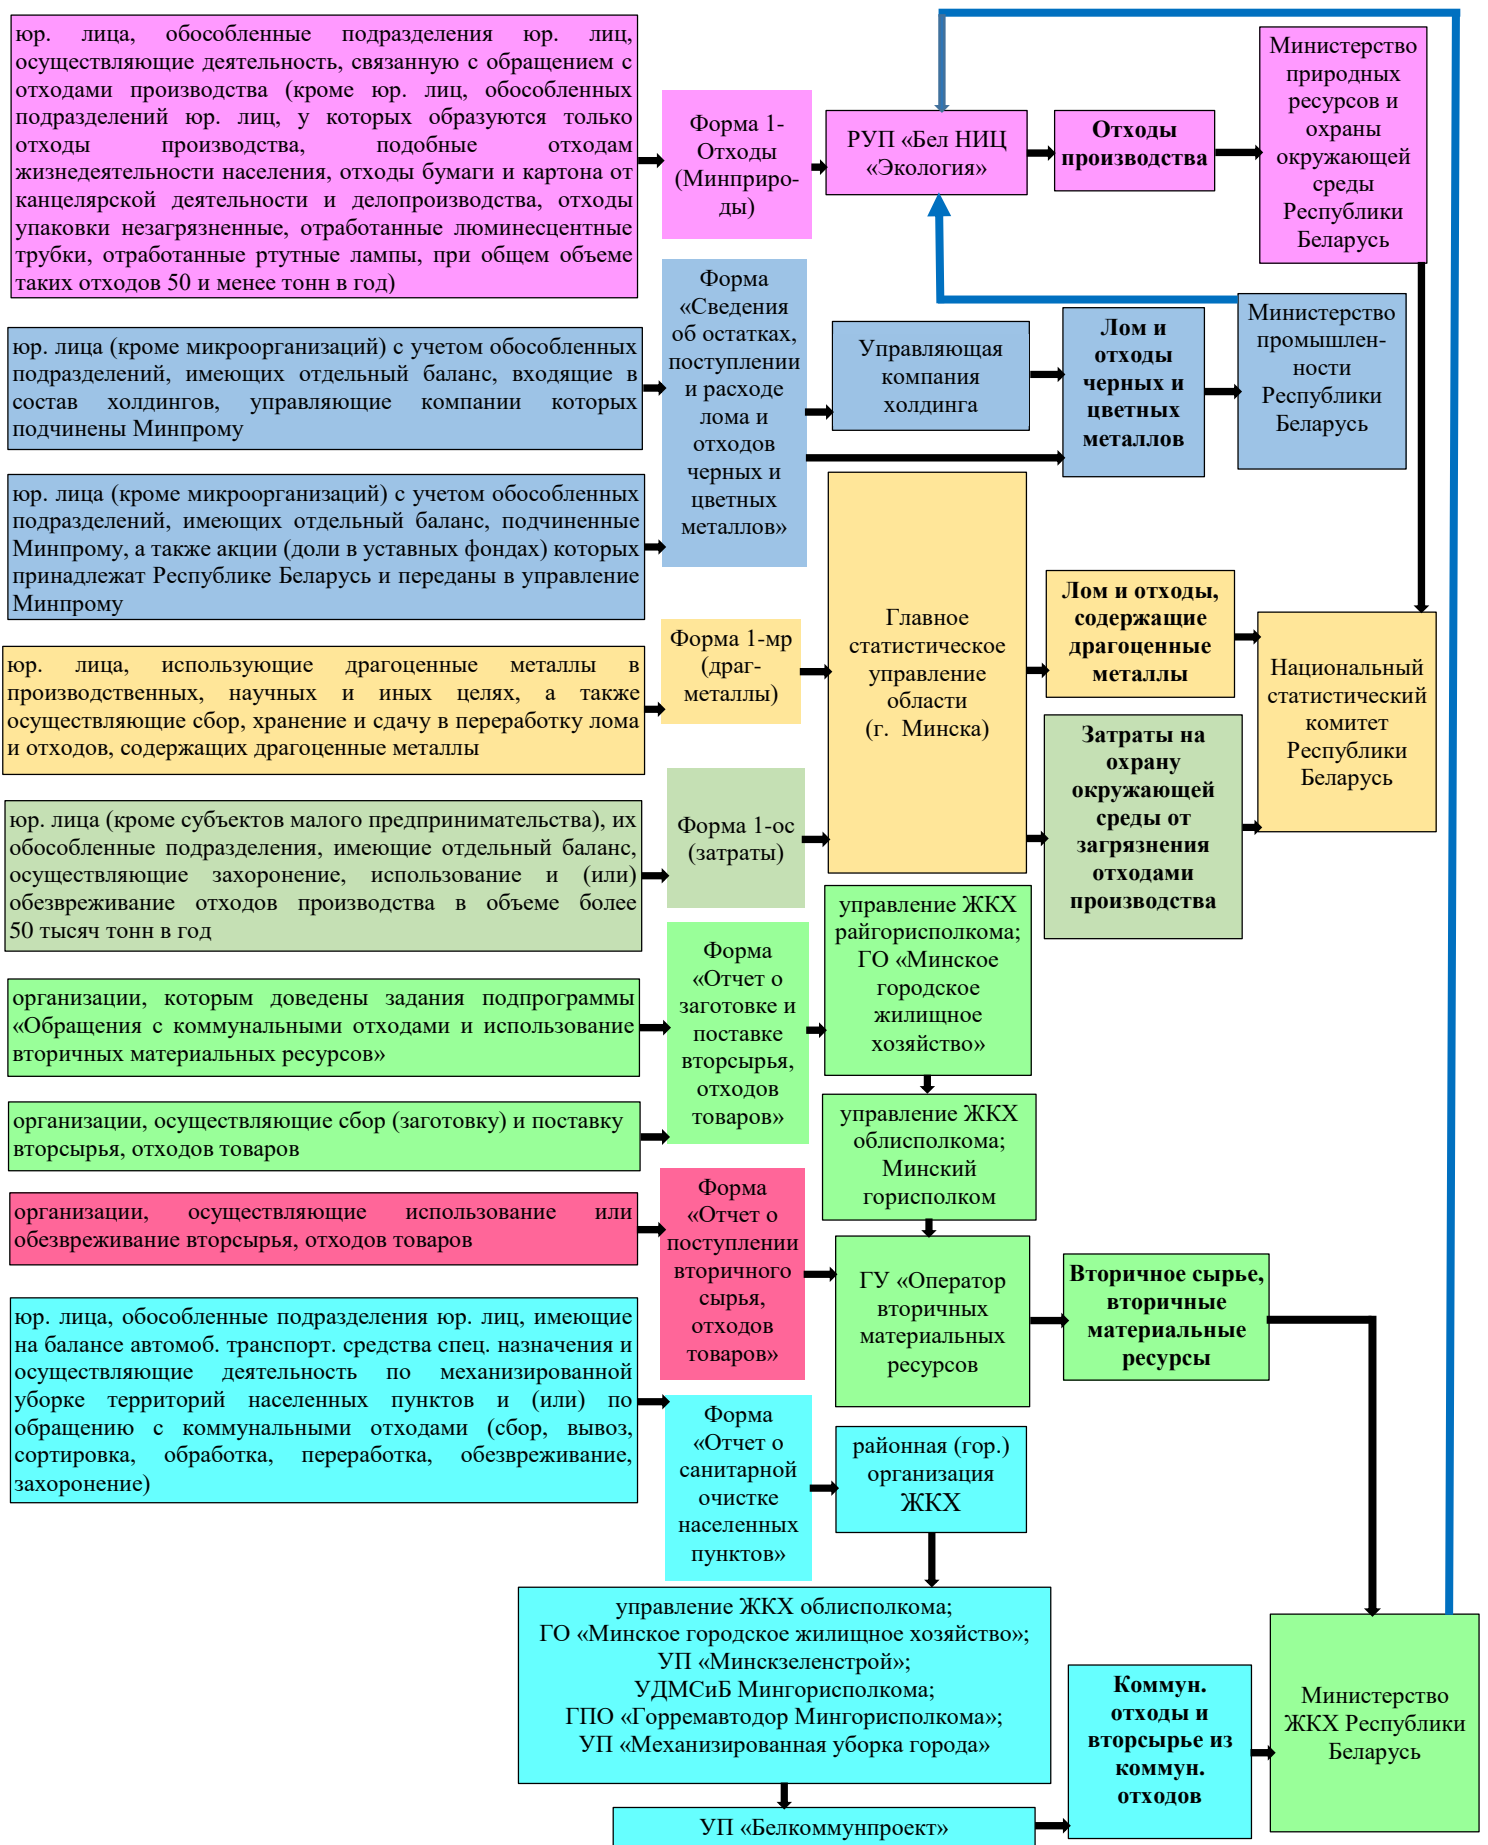 юр. лица, обособленные подразделения юр. лиц,
осуществляющие деятельность, связанную с обращением с
отходами производства (кроме юр. лиц, обособленных
подразделений юр. лиц, у которых образуются только
отходы производства, подобные отходам
жизнедеятельности населения, отходы бумаги и картона от
канцелярской деятельности и делопроизводства, отходы
упаковки незагрязненные, отработанные люминесцентные
трубки, отработанные ртутные лампы, при общем объеме
таких отходов 50 и менее тонн в год)
Форма 1-
Отходы
(Минприро-
ды)
РУП «Бел НИЦ
«Экология»
Отходы
производства
Министерство
природных
ресурсов и
охраны
окружающей
среды
Республики
Беларусь
юр. лица (кроме микроорганизаций) с учетом обособленных
подразделений, имеющих отдельный баланс, входящие в
состав холдингов, управляющие компании которых
подчинены Минпрому
юр. лица (кроме микроорганизаций) с учетом обособленных
подразделений, имеющих отдельный баланс, подчиненные
Минпрому, а также акции (доли в уставных фондах) которых
принадлежат Республике Беларусь и переданы в управление
Минпрому
Форма
«Сведения
об остатках,
поступлении
и расходе
лома и
отходов
черных и
цветных
металлов»
Управляющая
компания
холдинга
Лом и
отходы
черных и
цветных
металлов
Министерство
промышлен-
ности
Республики
Беларусь
юр. лица, использующие драгоценные металлы в
производственных, научных и иных целях, а также
осуществляющие сбор, хранение и сдачу в переработку лома
и отходов, содержащих драгоценные металлы
Форма 1-мр
(драг-
металлы)
Главное
статистическое
управление
области
(г. Минска)
Лом и отходы,
содержащие
драгоценные
металлы
Национальный
статистический
комитет
Республики
Беларусь
юр. лица (кроме субъектов малого предпринимательства), их
обособленные подразделения, имеющие отдельный баланс,
осуществляющие захоронение, использование и (или)
обезвреживание отходов производства в объеме более
50 тысяч тонн в год
Форма 1-ос
(затраты)
Затраты на
охрану
окружающей
среды от
загрязнения
отходами
производства
организации, которым доведены задания подпрограммы
«Обращения с коммунальными отходами и использование
вторичных материальных ресурсов»
организации, осуществляющие сбор (заготовку) и поставку
вторсырья, отходов товаров
Форма
«Отчет о
заготовке и
поставке
вторсырья,
отходов
товаров»
управление ЖКХ
райгорисполкома;
ГО «Минское
городское
жилищное
хозяйство»
управление ЖКХ
облисполкома;
Минский
горисполком
организации, осуществляющие использование или
обезвреживание вторсырья, отходов товаров
Форма
«Отчет о
поступлении
вторичного
сырья,
отходов
товаров»
ГУ «Оператор
вторичных
материальных
ресурсов
Вторичное сырье,
вторичные
материальные
ресурсы
юр. лица, обособленные подразделения юр. лиц, имеющие
на балансе автомоб. транспорт. средства спец. назначения и
осуществляющие деятельность по механизированной
уборке территорий населенных пунктов и (или) по
обращению с коммунальными отходами (сбор, вывоз,
сортировка, обработка, переработка, обезвреживание,
захоронение)
Форма
«Отчет о
санитарной
очистке
населенных
пунктов»
районная (гор.)
организация
ЖКХ
управление ЖКХ облисполкома;
ГО «Минское городское жилищное хозяйство»;
УП «Минскзеленстрой»;
УДМСиБ Мингорисполкома;
ГПО «Горремавтодор Мингорисполкома»;
УП «Механизированная уборка города»
УП «Белкоммунпроект»
Коммун.
отходы и
вторсырье из
коммун.
отходов
Министерство
ЖКХ Республики
Беларусь